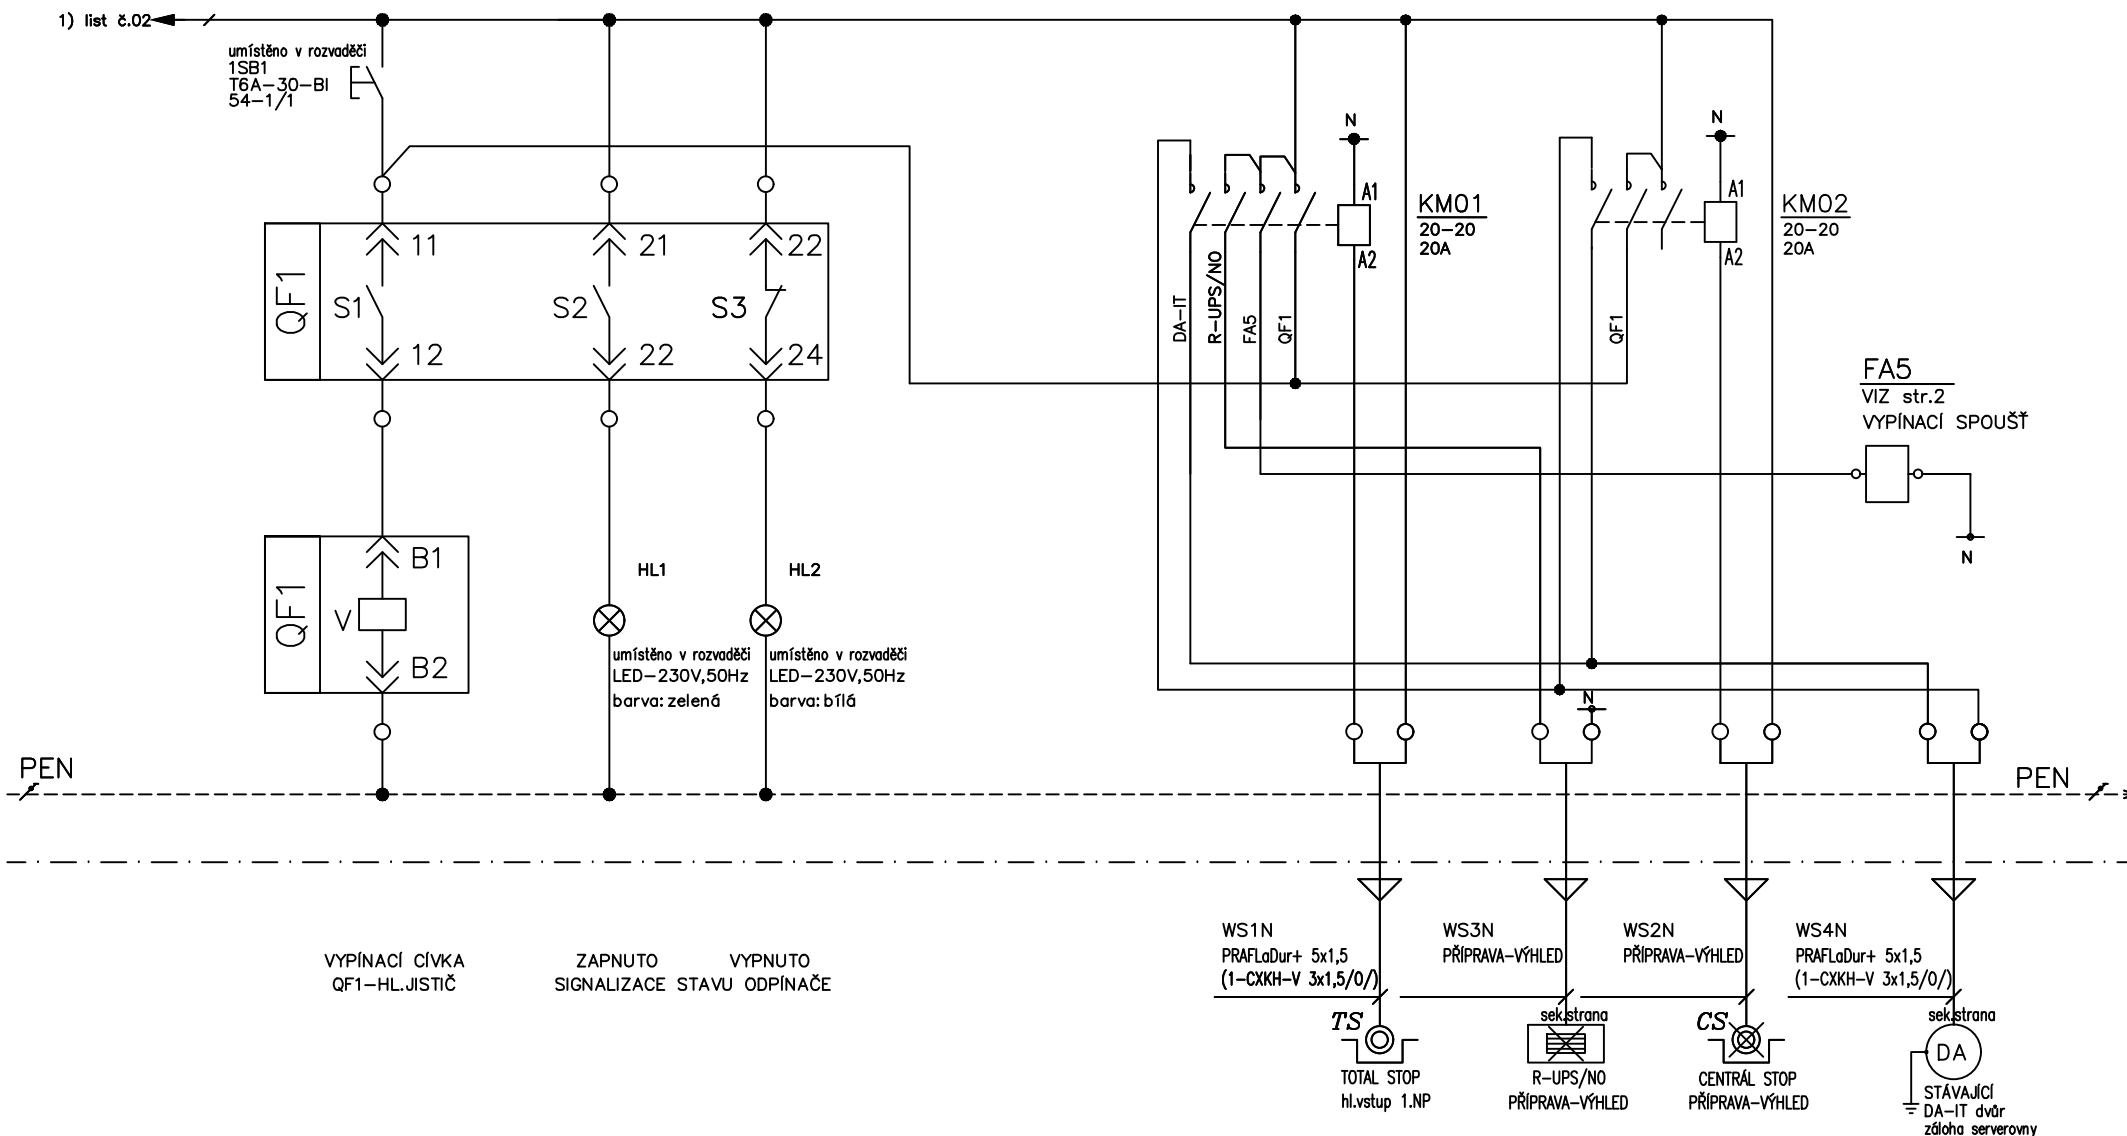 1) list č.02
umístěno v rozvaděči
1SB1
T6A-30-BI
54-1/1
QF1
11
S1
12
21
S2
22
22
S3
24
QF1
B1
V
B2
HL1
umístěno v rozvaděči
LED-230V,50Hz
barva: zelená
HL2
umístěno v rozvaděči
LED-230V,50Hz
barva: bílá
N
A1
A2
KM01
20-20
20A
DA-IT
R-UPS/NO
FA5
QF1
N
A1
A2
KM02
20-20
20A
QF1
FA5
VIZ str.2
VYPÍNACÍ SPOUŠŤ
N
N
PEN
PEN
VYPÍNACÍ CÍVKA
QF1-HL.JISTIČ
ZAPNUTO
VYPNUTO
SIGNALIZACE STAVU ODPÍNAČE
WS1N
PRAFLaDur+ 5x1,5
(1-CXKH-V 3x1,5/0/)
WS3N
PŘÍPRAVA-VÝHLED
WS2N
PŘÍPRAVA-VÝHLED
WS4N
PRAFLaDur+ 5x1,5
(1-CXKH-V 3x1,5/0/)
TS
TOTAL STOP
hl.vstup 1.NP
sek.strana
R-UPS/NO
PŘÍPRAVA-VÝHLED
CS
CENTRÁL STOP
PŘÍPRAVA-VÝHLED
sek.strana
DA
STÁVAJÍCÍ
DA-IT dvůr
záloha serverovny